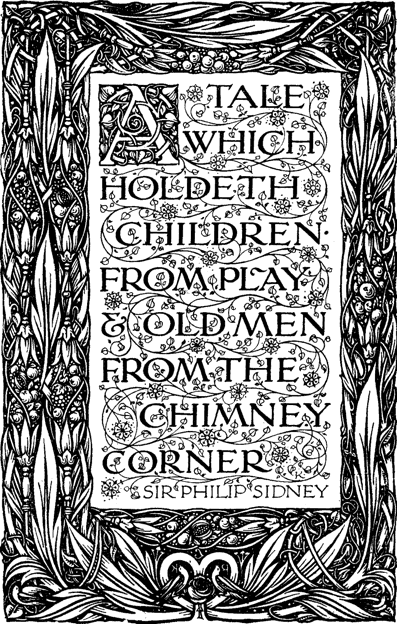 A TALE
WHICH
HOLDETH
CHILDREN·
FROM·PLAY·
& OLD·MEN
FROM·THE
CHIMNEY
CORNER
SIR·PHILIP SIDNEY